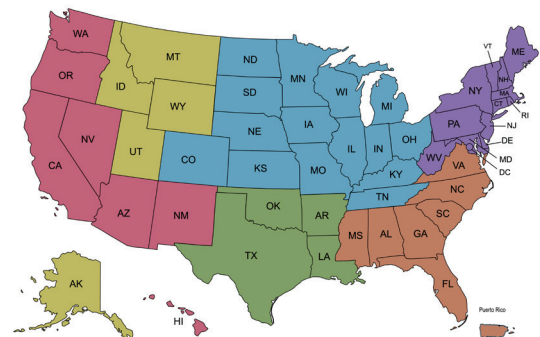 WA
OR
CA
NV
ID
MT
WY
UT
AZ
NM
CO
ND
SD
NE
KS
MN
IA
MO
WI
IL
MI
IN
OH
KY
TN
OK
TX
AR
LA
MS
AL
GA
FL
SC
NC
VA
WV
PA
NY
VT
NH
ME
MA
CT
RI
NJ
DE
MD
DC
AK
HI
Puerto Rico